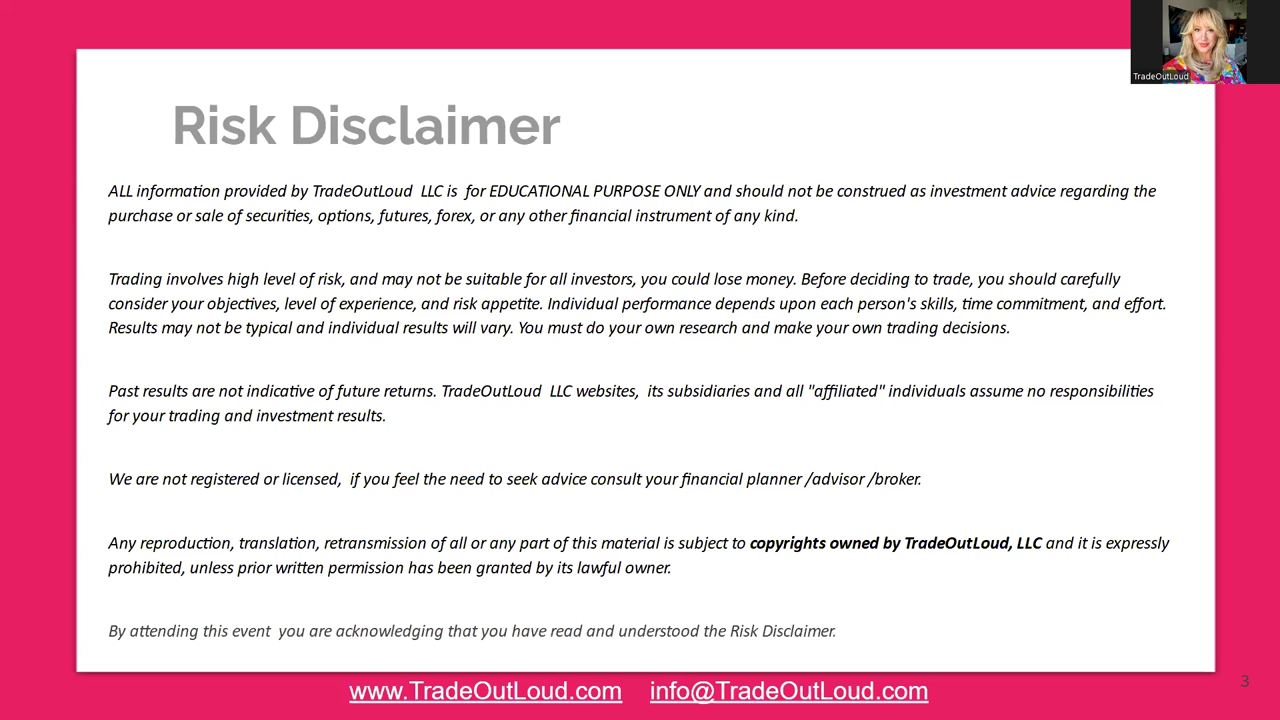 TradeOutLoud
Risk Disclaimer
ALL information provided by TradeOutLoud  LLC is  for EDUCATIONAL PURPOSE ONLY and should not be construed as investment advice regarding the
purchase or sale of securities, options, futures, forex, or any other financial instrument of any kind.
Trading involves high level of risk, and may not be suitable for all investors, you could lose money. Before deciding to trade, you should carefully
consider your objectives, level of experience, and risk appetite. Individual performance depends upon each person's skills, time commitment, and effort.
Results may not be typical and individual results will vary. You must do your own research and make your own trading decisions.
Past results are not indicative of future returns. TradeOutLoud  LLC websites,  its subsidiaries and all "affiliated" individuals assume no responsibilities
for your trading and investment results.
We are not registered or licensed,  if you feel the need to seek advice consult your financial planner /advisor /broker.
Any reproduction, translation, retransmission of all or any part of this material is subject to copyrights owned by TradeOutLoud, LLC and it is expressly
prohibited, unless prior written permission has been granted by its lawful owner.
By attending this event  you are acknowledging that you have read and understood the Risk Disclaimer.
www.TradeOutLoud.com    info@TradeOutLoud.com
3